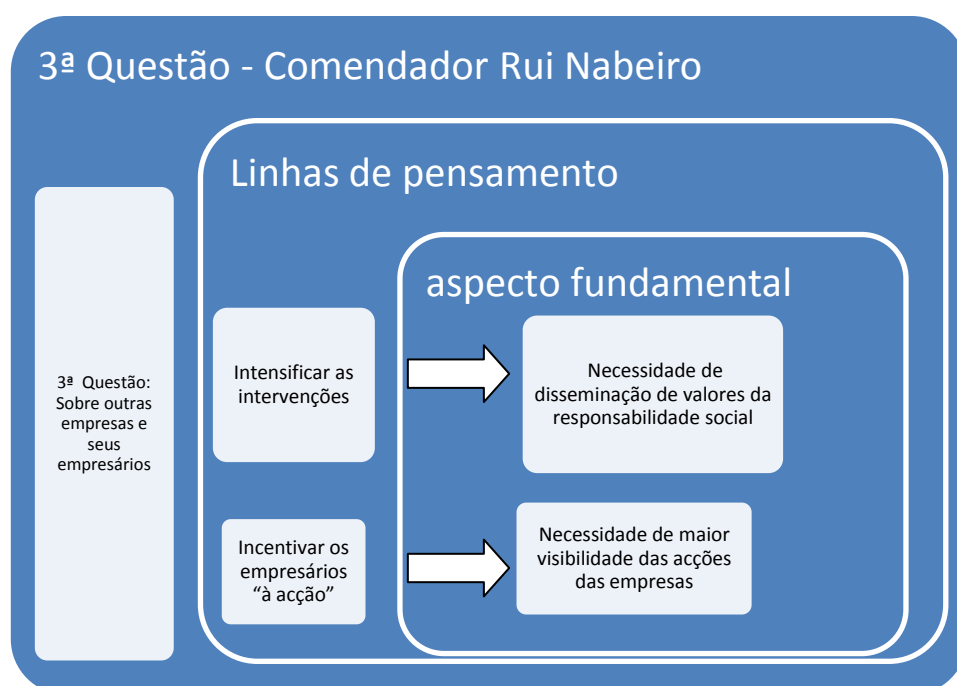 3ª Questão - Comendador Rui Nabeiro
Linhas de pensamento
aspecto fundamental
3ª Questão:
Sobre outras
empresas e
seus
empresários
Intensificar as
intervenções
Necessidade de
disseminação de valores da
responsabilidade social
Incentivar os
empresários
“à acção”
Necessidade de maior
visibilidade das acções
das empresas